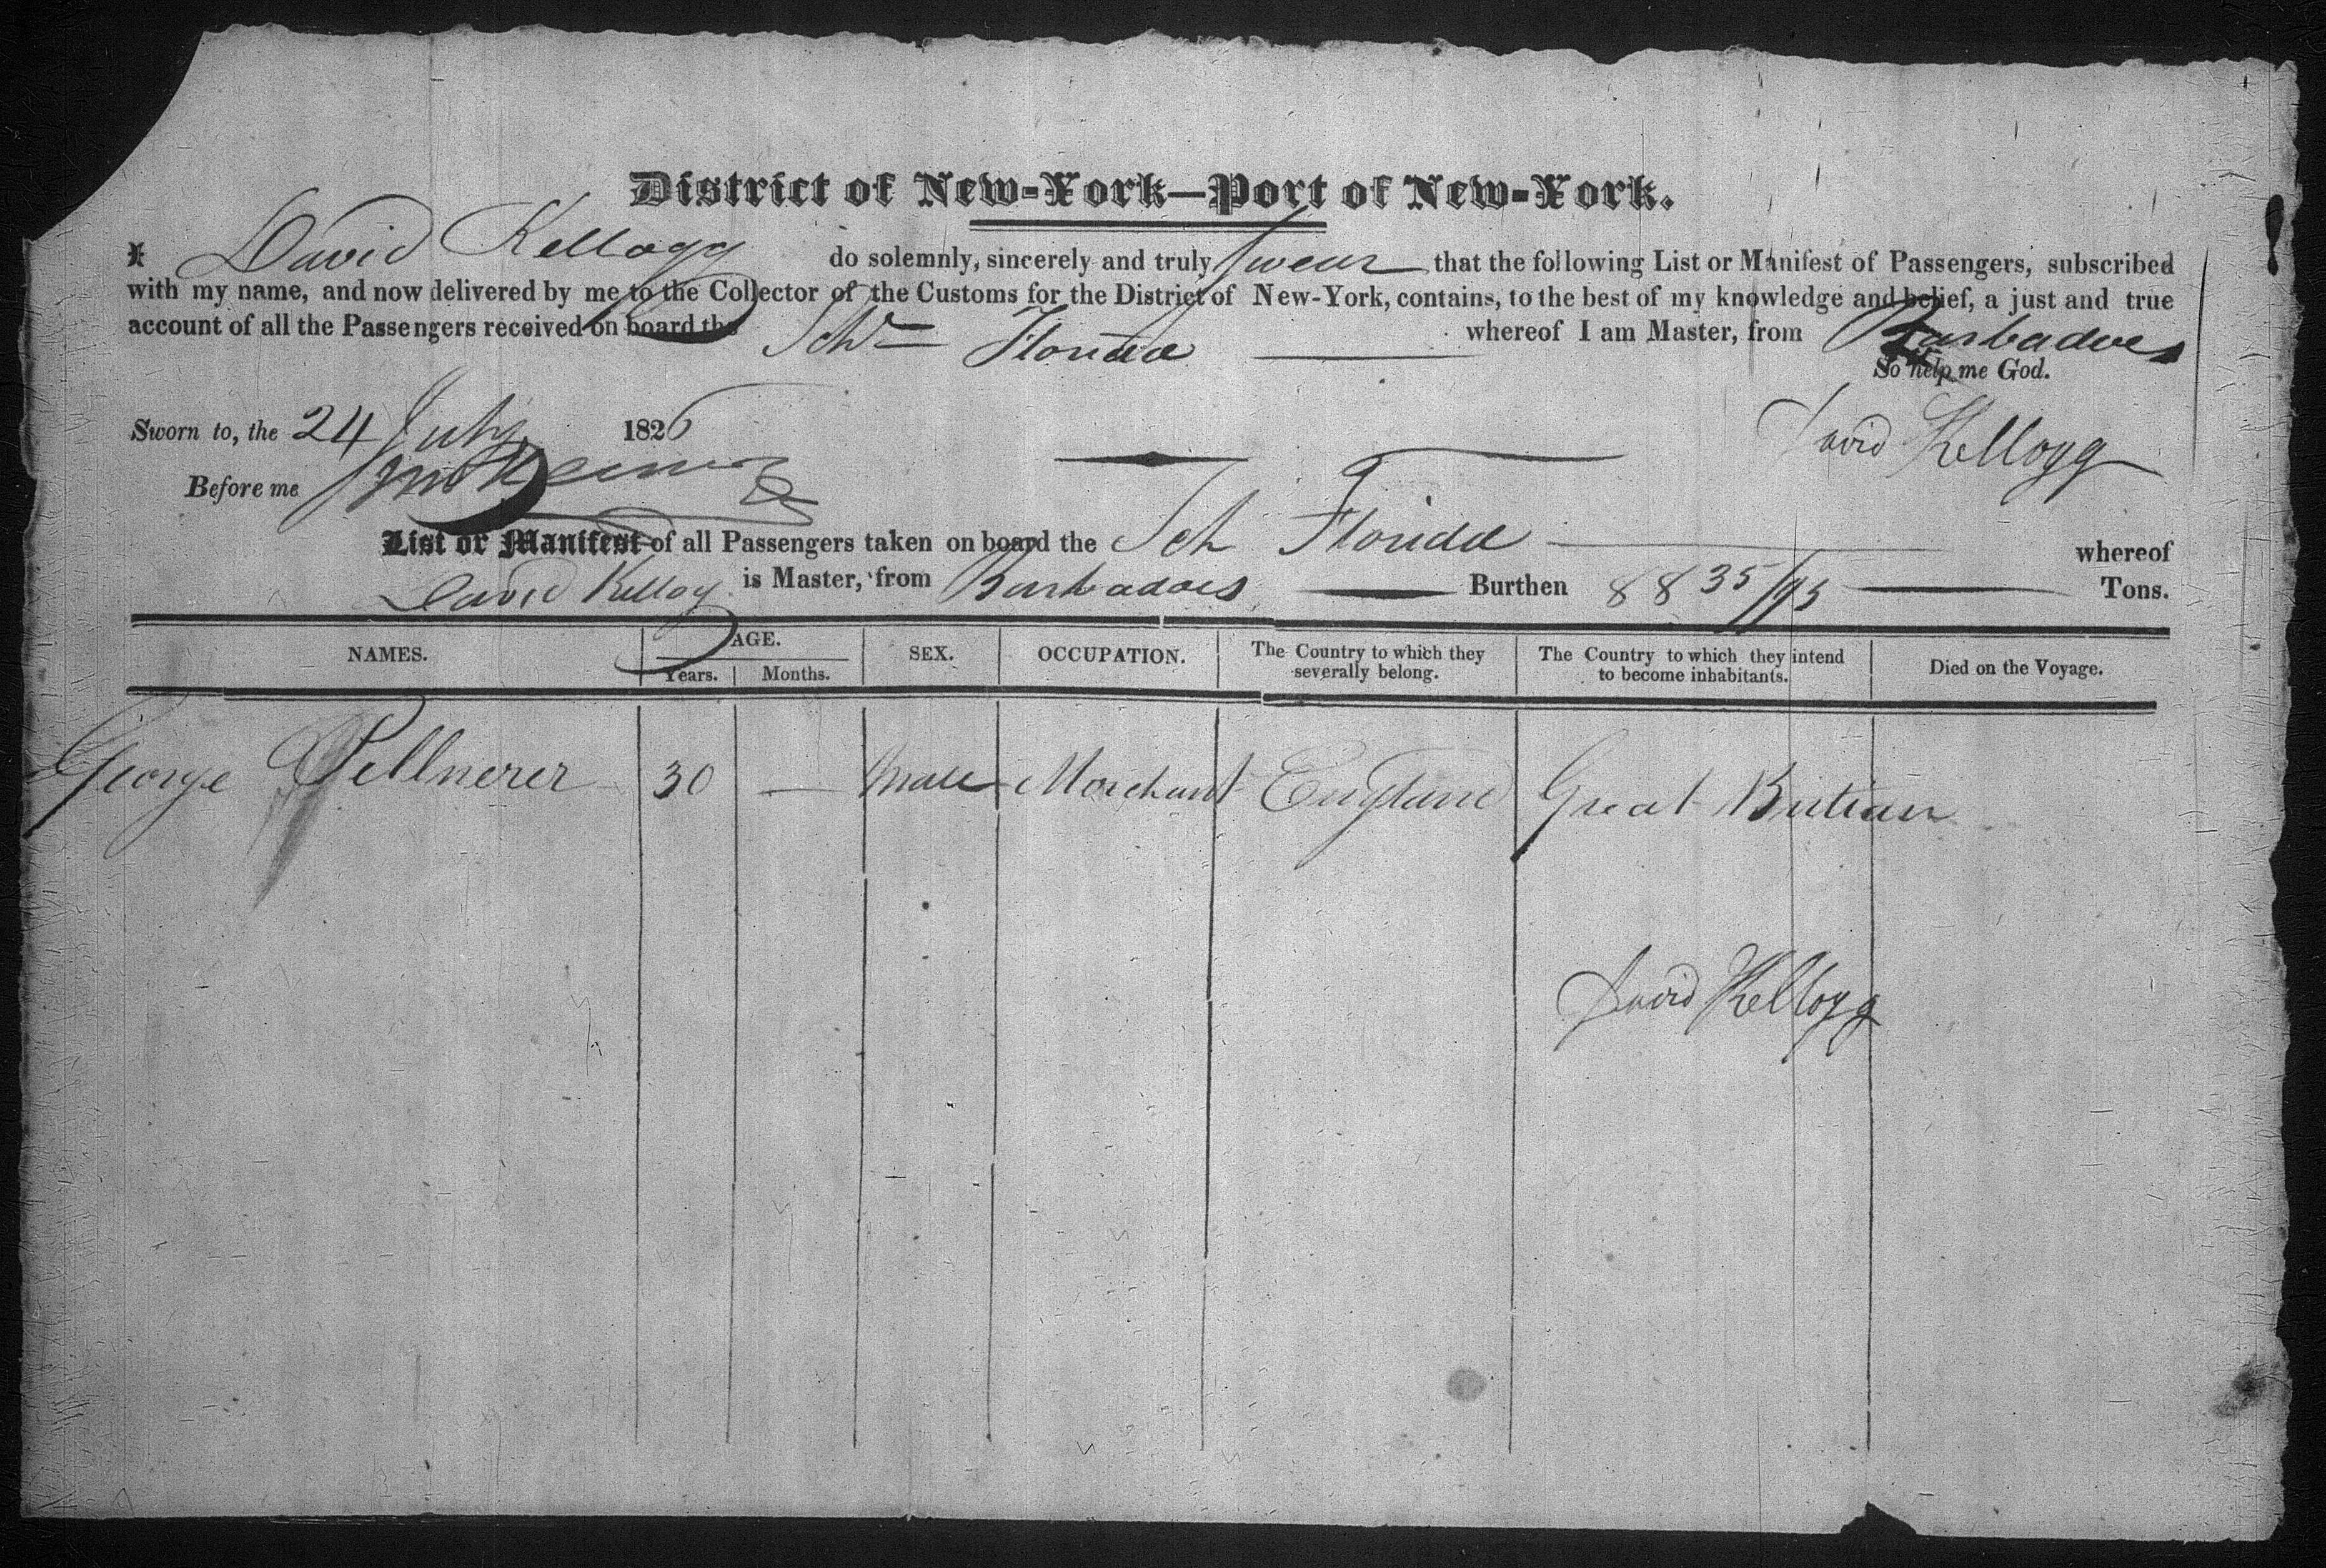 District of New-York—Port of New-York.
I David Kellogg do solemnly, sincerely and truly swear that the following List or Manifest of Passengers, subscribed
with my name, and now delivered by me to the Collector of the Customs for the District of New-York, contains, to the best of my knowledge and belief, a just and true
account of all the Passengers received on board the Schr Florida whereof I am Master, from Barbadoes
So help me God.
Sworn to, the 24 July 1826
David Kellogg
Before me
List or Manifest of all Passengers taken on board the Sch Florida whereof
David Kellogg is Master, from Barbadoes Burthen 88 35/95 Tons.
NAMES. AGE. Years. Months. SEX. OCCUPATION. The Country to which they severally belong. The Country to which they intend to become inhabitants. Died on the Voyage.
George 30 — Male Merchant England Great Britian
David Kellogg